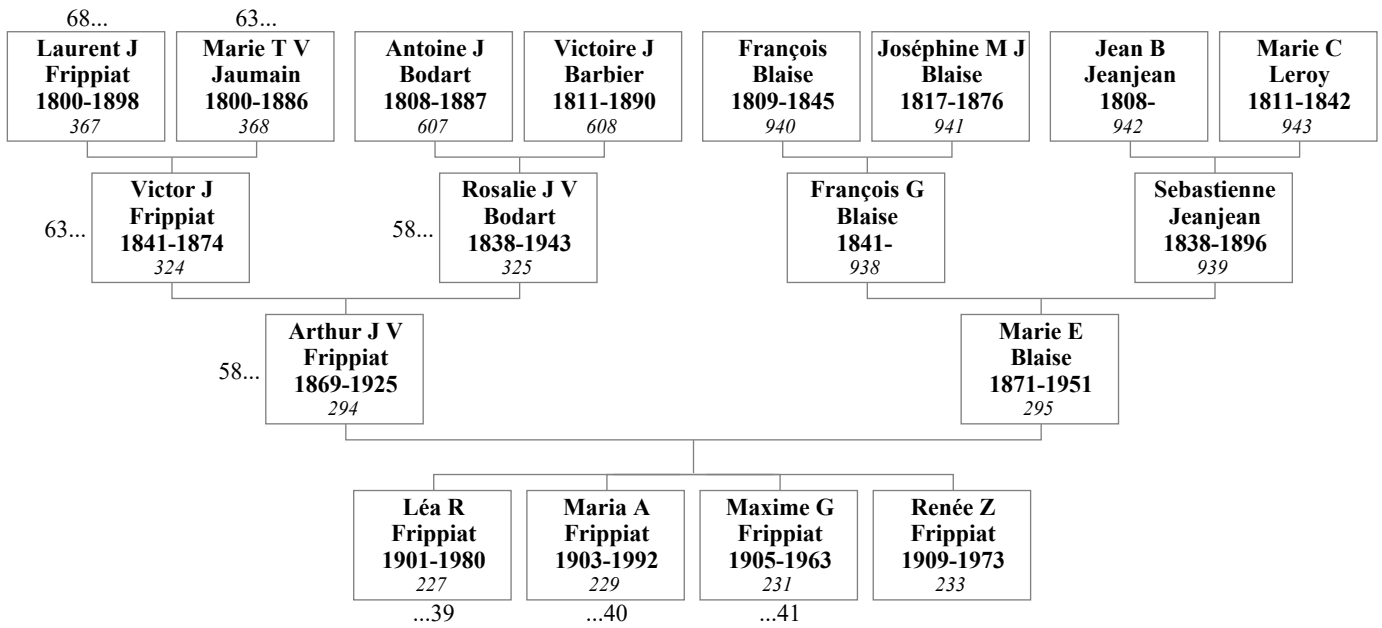 68...
63...
Laurent J
Frippiat
1800-1898
367
Marie T V
Jaumain
1800-1886
368
Antoine J
Bodart
1808-1887
607
Victoire J
Barbier
1811-1890
608
François
Blaise
1809-1845
940
Joséphine M J
Blaise
1817-1876
941
Jean B
Jeanjean
1808-
942
Marie C
Leroy
1811-1842
943
63...
Victor J
Frippiat
1841-1874
324
58...
Rosalie J V
Bodart
1838-1943
325
François G
Blaise
1841-
938
Sebastienne
Jeanjean
1838-1896
939
58...
Arthur J V
Frippiat
1869-1925
294
Marie E
Blaise
1871-1951
295
Léa R
Frippiat
1901-1980
227
...39
Maria A
Frippiat
1903-1992
229
...40
Maxime G
Frippiat
1905-1963
231
...41
Renée Z
Frippiat
1909-1973
233